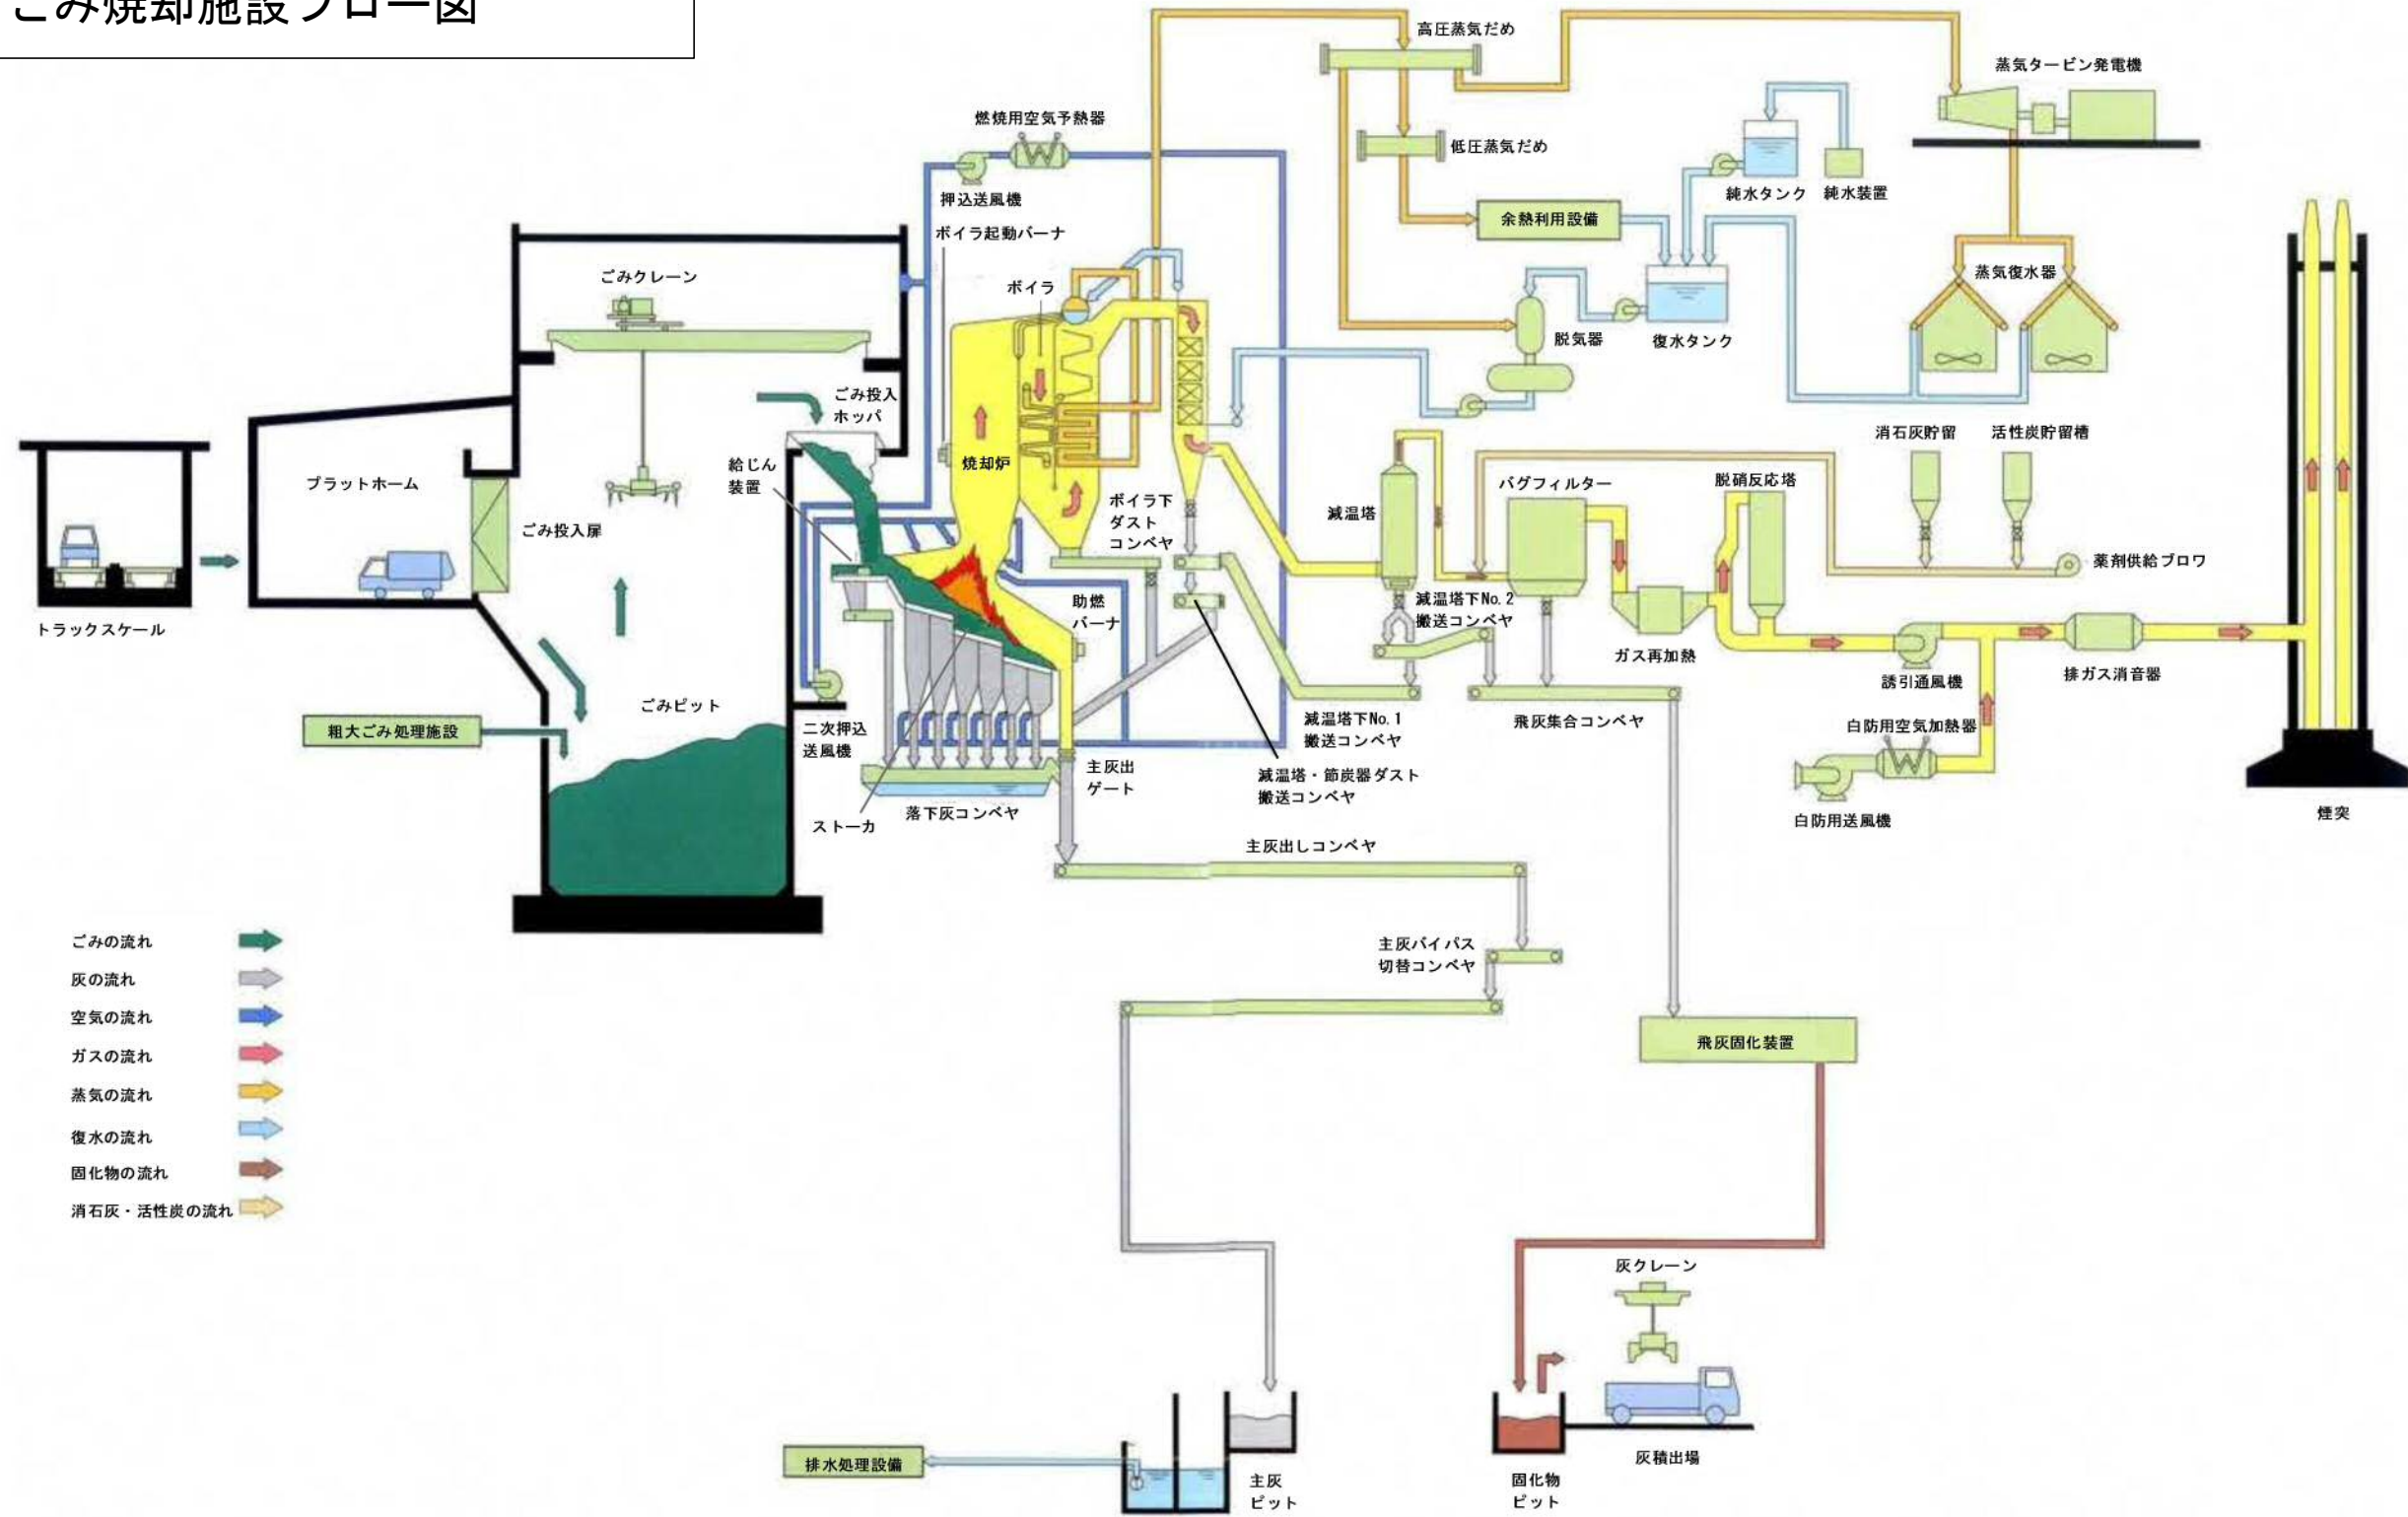 ごみ焼却施設フロー図
高圧蒸気だめ
蒸気タービン発電機
燃焼用空気予熱器
低圧蒸気だめ
押込送風機
純水タンク
純水装置
余熱利用設備
ボイラ起動バーナ
ごみクレーン
ボイラ
蒸気復水器
脱気器
復水タンク
ごみ投入
ホッパ
消石灰貯留
活性炭貯留槽
給じん
装置
焼却炉
プラットホーム
バグフィルター
脱硝反応塔
ボイラ下
ダスト
コンベヤ
減温塔
ごみ投入扉
薬剤供給ブロワ
トラックスケール
助燃
バーナ
減温塔下No.2
搬送コンベヤ
ガス再加熱
誘引通風機
排ガス消音器
ごみピット
粗大ごみ処理施設
二次押込
送風機
減温塔下No.1
搬送コンベヤ
飛灰集合コンベヤ
白防用空気加熱器
主灰出
ゲート
減温塔・節炭器ダスト
搬送コンベヤ
ストーカ
落下灰コンベヤ
白防用送風機
煙突
主灰出しコンベヤ
主灰バイパス
切替コンベヤ
飛灰固化装置
ごみの流れ
灰の流れ
空気の流れ
ガスの流れ
蒸気の流れ
復水の流れ
固化物の流れ
消石灰・活性炭の流れ
灰クレーン
灰積出場
排水処理設備
主灰
ピット
固化物
ピット